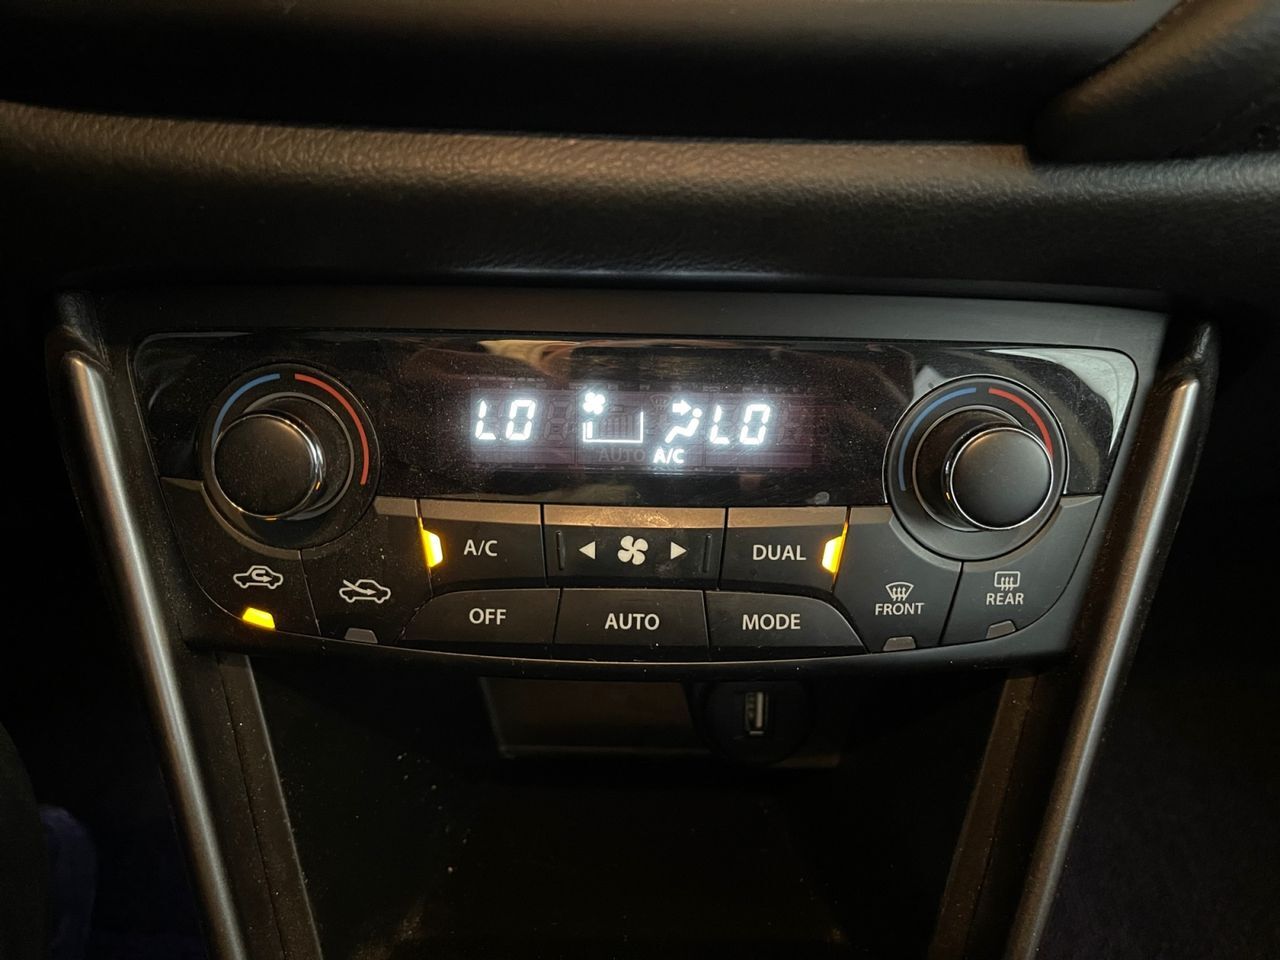 LO LO
AUTO A/C
A/C DUAL
OFF AUTO MODE FRONT REAR